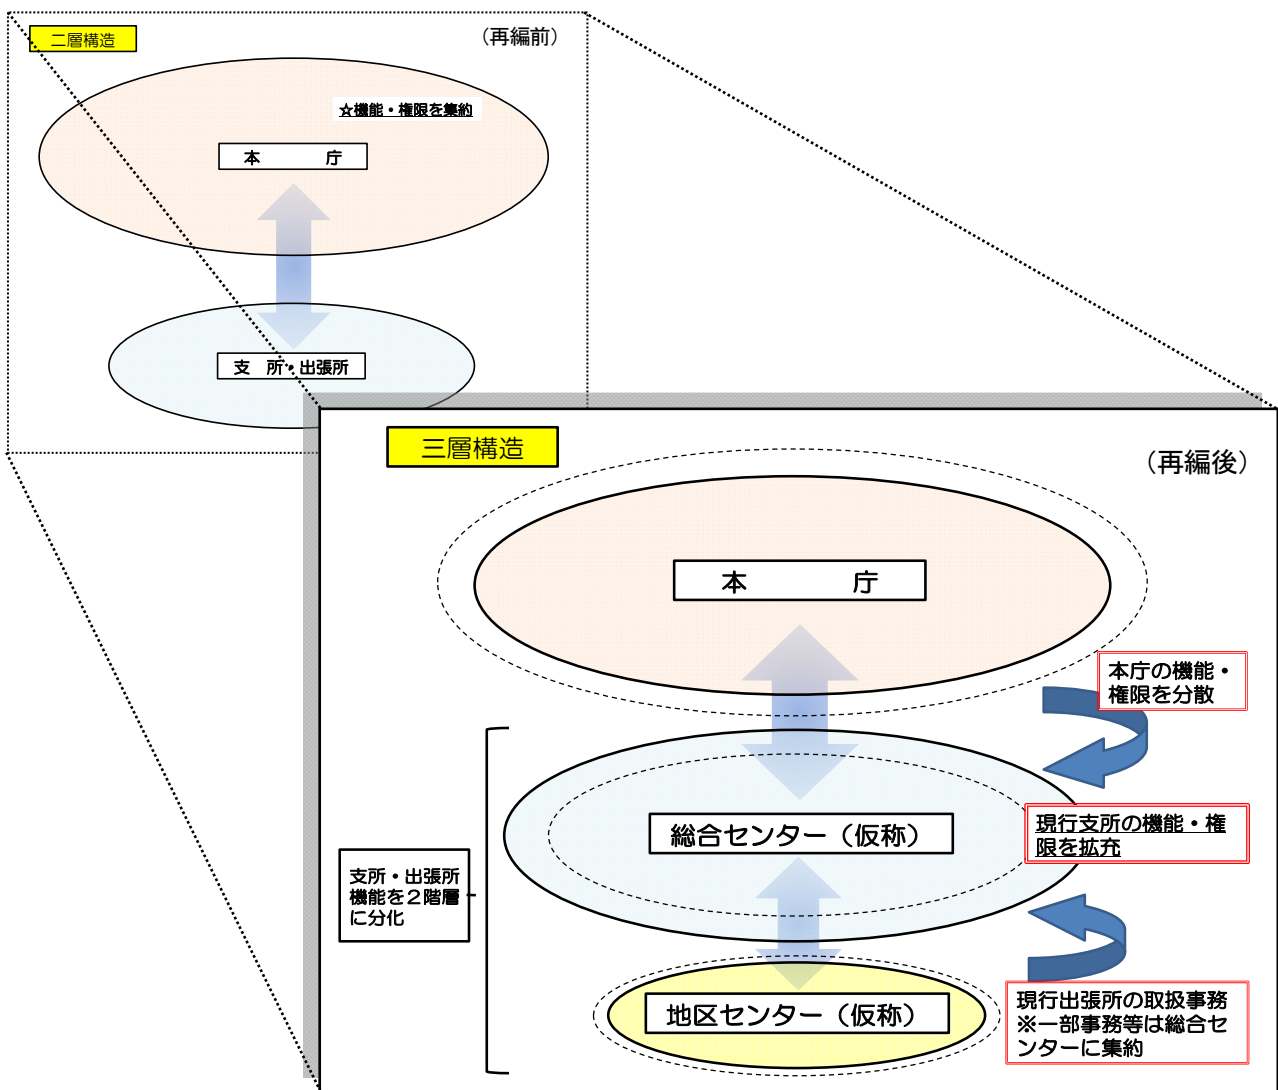 二層構造
（再編前）
☆機能・権限を集約
本　　　　庁
支　所・出張所
三層構造
（再編後）
本　　　　庁
本庁の機能・
権限を分散
総合センター（仮称）
現行支所の機能・権
限を拡充
支所・出張所
機能を２階層
に分化
地区センター（仮称）
現行出張所の取扱事務
※一部事務等は総合セ
ンターに集約